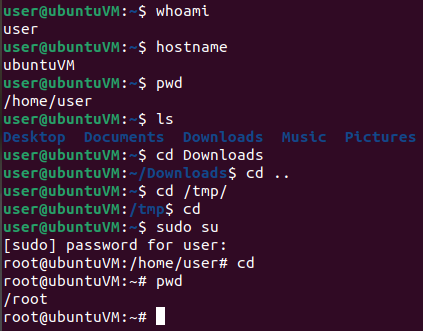 user@ubuntuVM:~$ whoami
user
user@ubuntuVM:~$ hostname
ubuntuVM
user@ubuntuVM:~$ pwd
/home/user
user@ubuntuVM:~$ ls
Desktop  Documents  Downloads  Music  Pictures
user@ubuntuVM:~$ cd Downloads
user@ubuntuVM:~/Downloads$ cd ..
user@ubuntuVM:~$ cd /tmp/
user@ubuntuVM:/tmp$ cd
user@ubuntuVM:~$ sudo su
[sudo] password for user:
root@ubuntuVM:/home/user# cd
root@ubuntuVM:~# pwd
/root
root@ubuntuVM:~#